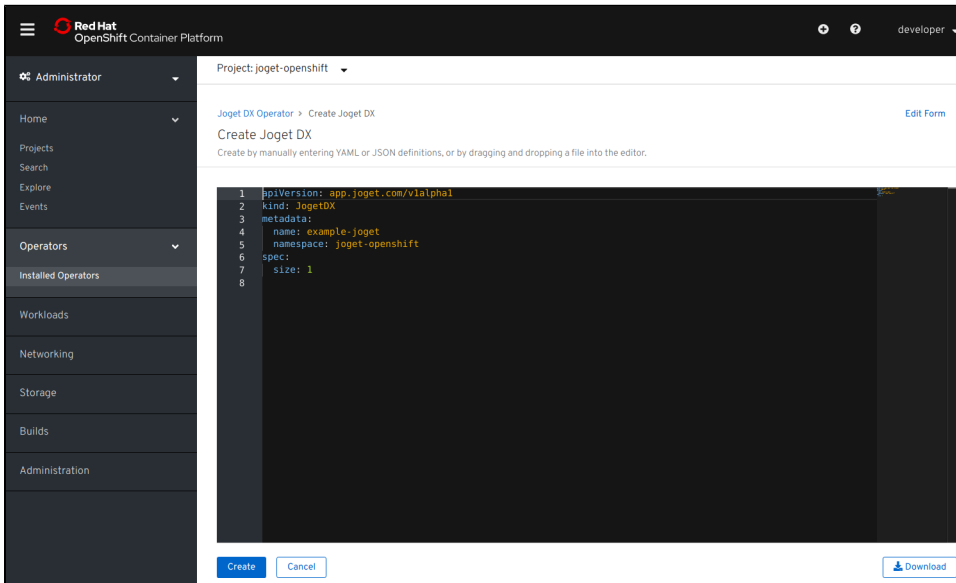 Red Hat
OpenShift Container Platform
developer
Administrator
Home
Projects
Search
Explore
Events
Operators
Installed Operators
Workloads
Networking
Storage
Builds
Administration
Project: joget-openshift
Joget DX Operator > Create Joget DX
Edit Form
Create Joget DX
Create by manually entering YAML or JSON definitions, or by dragging and dropping a file into the editor.
1 apiVersion: app.joget.com/v1alpha1
2 kind: JogetDX
3 metadata:
4 name: example-joget
5 namespace: joget-openshift
6 spec:
7 size: 1
8
Create
Cancel
Download